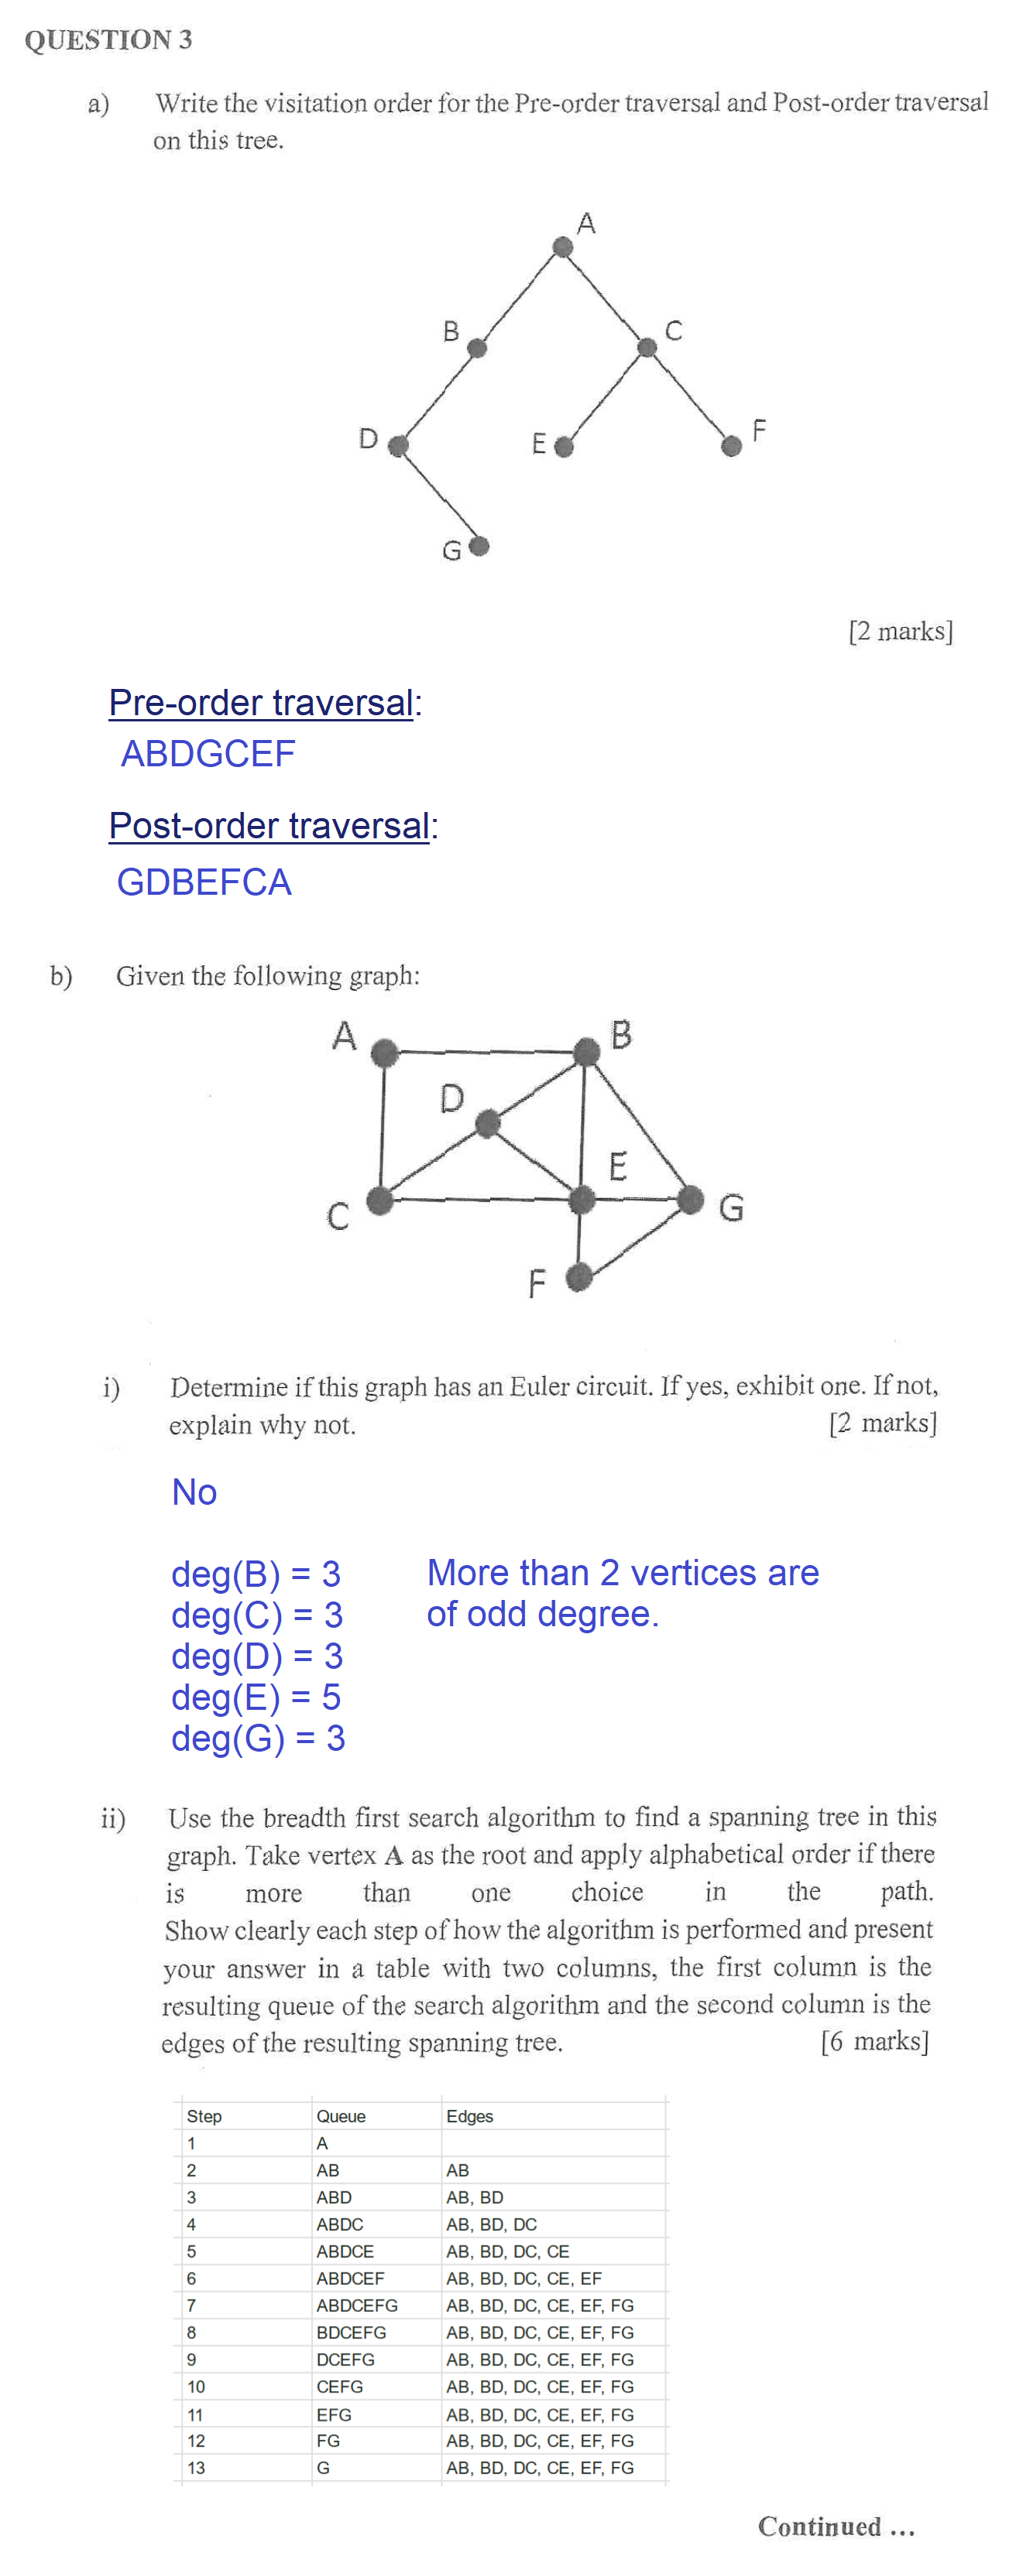 QUESTION 3
a) Write the visitation order for the Pre-order traversal and Post-order traversal
on this tree.
A
B
C
D
E
F
G
[2 marks]
Pre-order traversal:
ABDGCEF
Post-order traversal:
GDBEFCA
b) Given the following graph:
A
B
D
E
C
G
F
i) Determine if this graph has an Euler circuit. If yes, exhibit one. If not,
explain why not. [2 marks]
No
deg(B) = 3 More than 2 vertices are
deg(C) = 3 of odd degree.
deg(D) = 3
deg(E) = 5
deg(G) = 3
ii) Use the breadth first search algorithm to find a spanning tree in this
graph. Take vertex A as the root and apply alphabetical order if there
is more than one choice in the path.
Show clearly each step of how the algorithm is performed and present
your answer in a table with two columns, the first column is the
resulting queue of the search algorithm and the second column is the
edges of the resulting spanning tree. [6 marks]
Step Queue Edges
1 A
2 AB AB
3 ABD AB, BD
4 ABDC AB, BD, DC
5 ABDCE AB, BD, DC, CE
6 ABDCEF AB, BD, DC, CE, EF
7 ABDCEFG AB, BD, DC, CE, EF, FG
8 BDCEFG AB, BD, DC, CE, EF, FG
9 DCEFG AB, BD, DC, CE, EF, FG
10 CEFG AB, BD, DC, CE, EF, FG
11 EFG AB, BD, DC, CE, EF, FG
12 FG AB, BD, DC, CE, EF, FG
13 G AB, BD, DC, CE, EF, FG
Continued ...